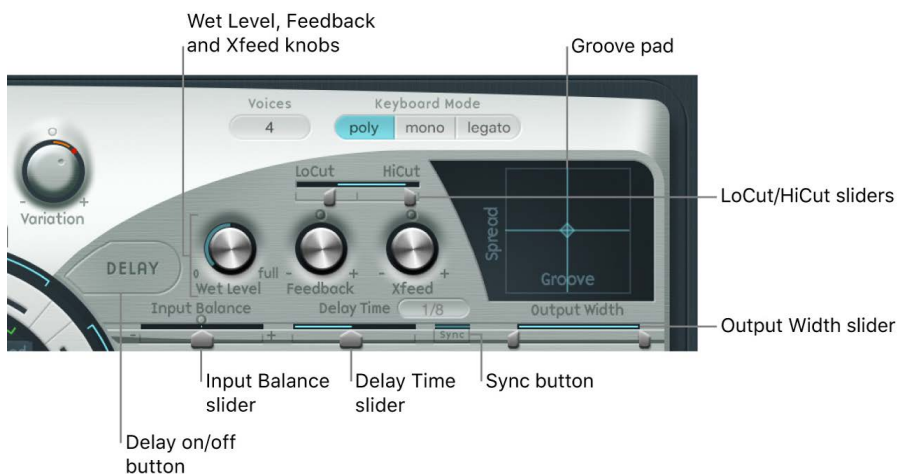 Wet Level, Feedback
and Xfeed knobs
Groove pad
Voices
Keyboard Mode
4
poly
mono
legato
LoCut
HiCut
- +
Variation
LoCut/HiCut sliders
Spread
DELAY
0 full
- +
- +
Wet Level
Feedback
Xfeed
Groove
Input Balance
Delay Time
1/8
Output Width
- +
Sync
Output Width slider
Input Balance
slider
Delay Time
slider
Sync button
Delay on/off
button